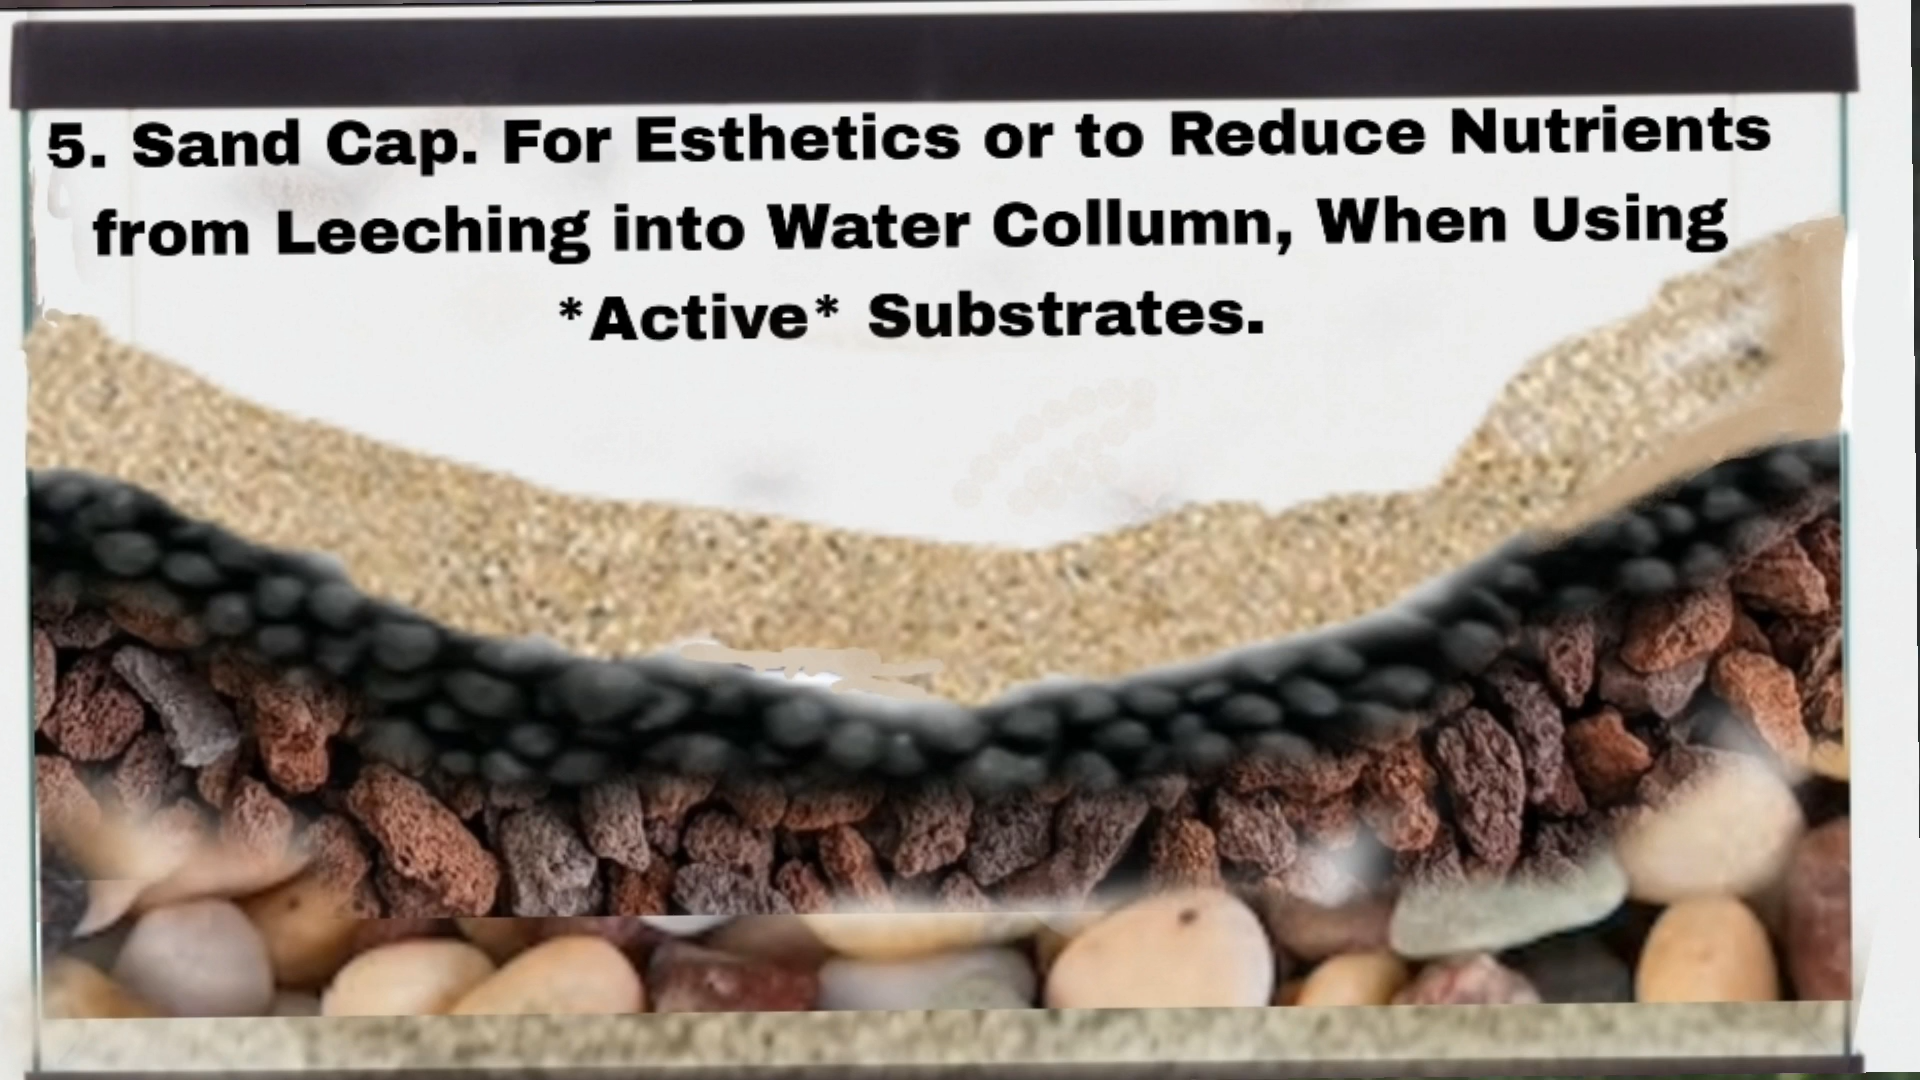 5. Sand Cap. For Esthetics or to Reduce Nutrients
from Leeching into Water Collumn, When Using
*Active* Substrates.